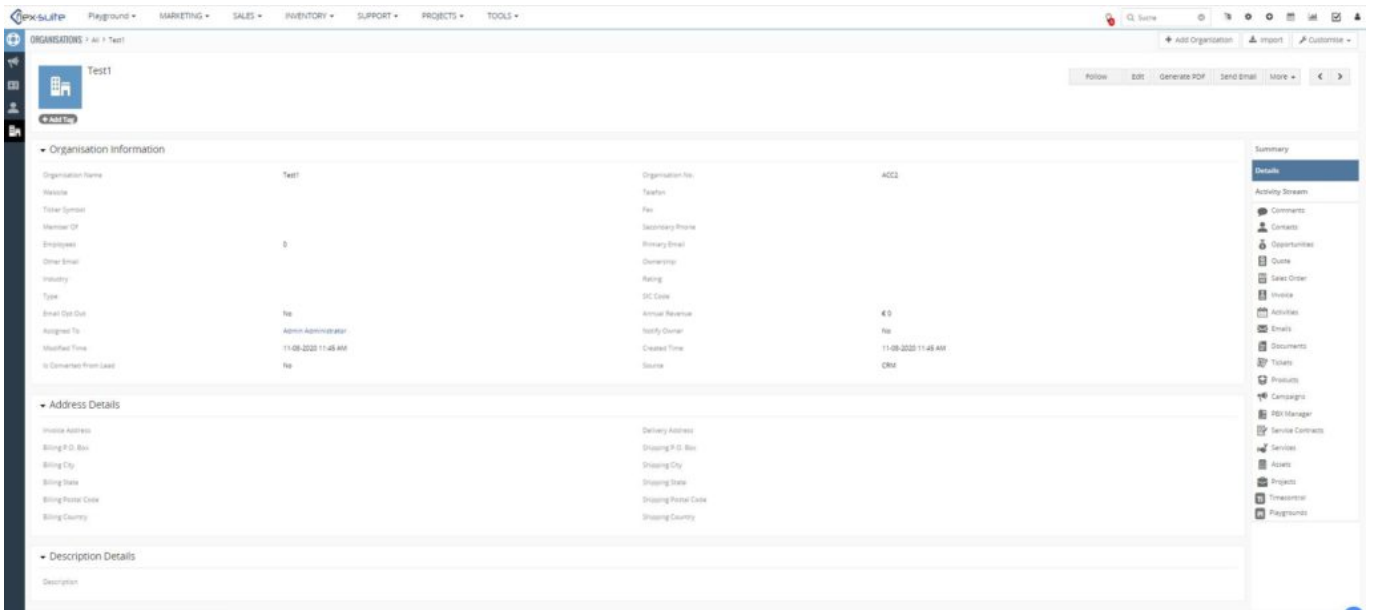 flex-suite Playground MARKETING SALES INVENTORY SUPPORT PROJECTS TOOLS Suche
ORGANISATIONS > All > Test1 + Add Organization Import Customise
Test1
Follow Edit Generate PDF Send Email More
+ Add Tag
Organisation Information
Organisation Name Test1 Organisation No. ACC2
Website Telefon
Ticker Symbol Fax
Member Of Secondary Phone
Employees 0 Primary Email
Other Email Ownership
Industry Rating
Type SIC Code
Email Opt Out No Annual Revenue € 0
Assigned To Admin Administrator Notify Owner No
Modified Time 11-08-2020 11:46 AM Created Time 11-08-2020 11:46 AM
Is Converted From Lead No Source CRM
Address Details
Invoice Address Delivery Address
Billing P.O. Box Shipping P.O. Box
Billing City Shipping City
Billing State Shipping State
Billing Postal Code Shipping Postal Code
Billing Country Shipping Country
Description Details
Description
Summary
Details
Activity Stream
Comments
Contacts
Opportunities
Quote
Sales Order
Invoice
Activities
Emails
Documents
Tickets
Products
Campaigns
PBX Manager
Service Contracts
Services
Assets
Projects
Timecontrol
Playgrounds